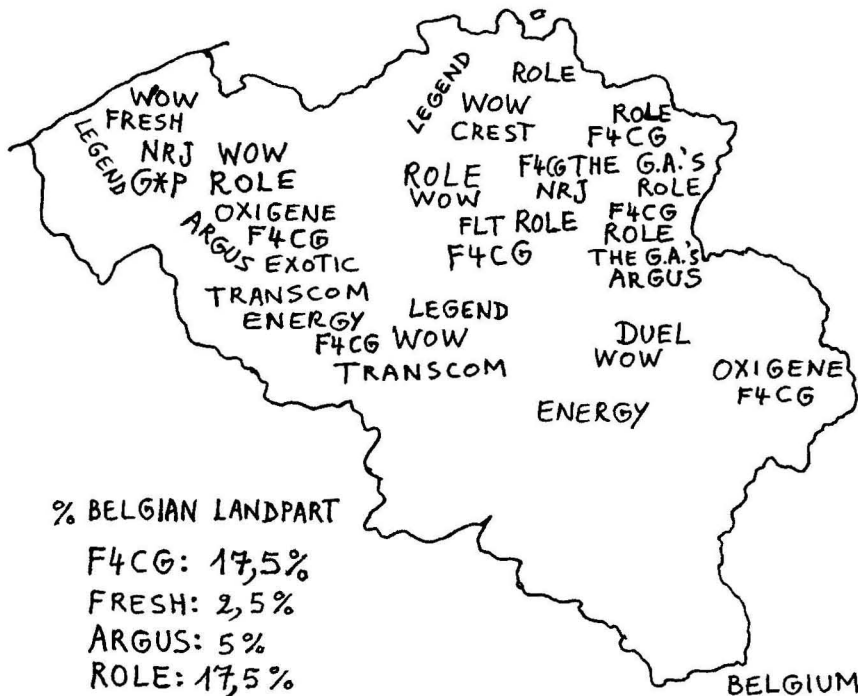 LEGEND
ROLE
WOW
CREST
WOW
FRESH
LEGEND
NRJ
G*P
WOW
ROLE
OXIGENE
F4CG
ARGUS
EXOTIC
TRANSCOM
ENERGY
F4CG
ROLE
WOW
FLT ROLE
F4CG
ROLE
F4CG
F4CG THE G.A.'S
NRJ
ROLE
F4CG
ROLE
THE G.A.'s
ARGUS
LEGEND
WOW
TRANSCOM
DUEL
WOW
ENERGY
OXIGENE
F4CG
% BELGIAN LANDPART
F4CG: 17,5%
FRESH: 2,5%
ARGUS: 5%
ROLE: 17,5%
BELGIUM